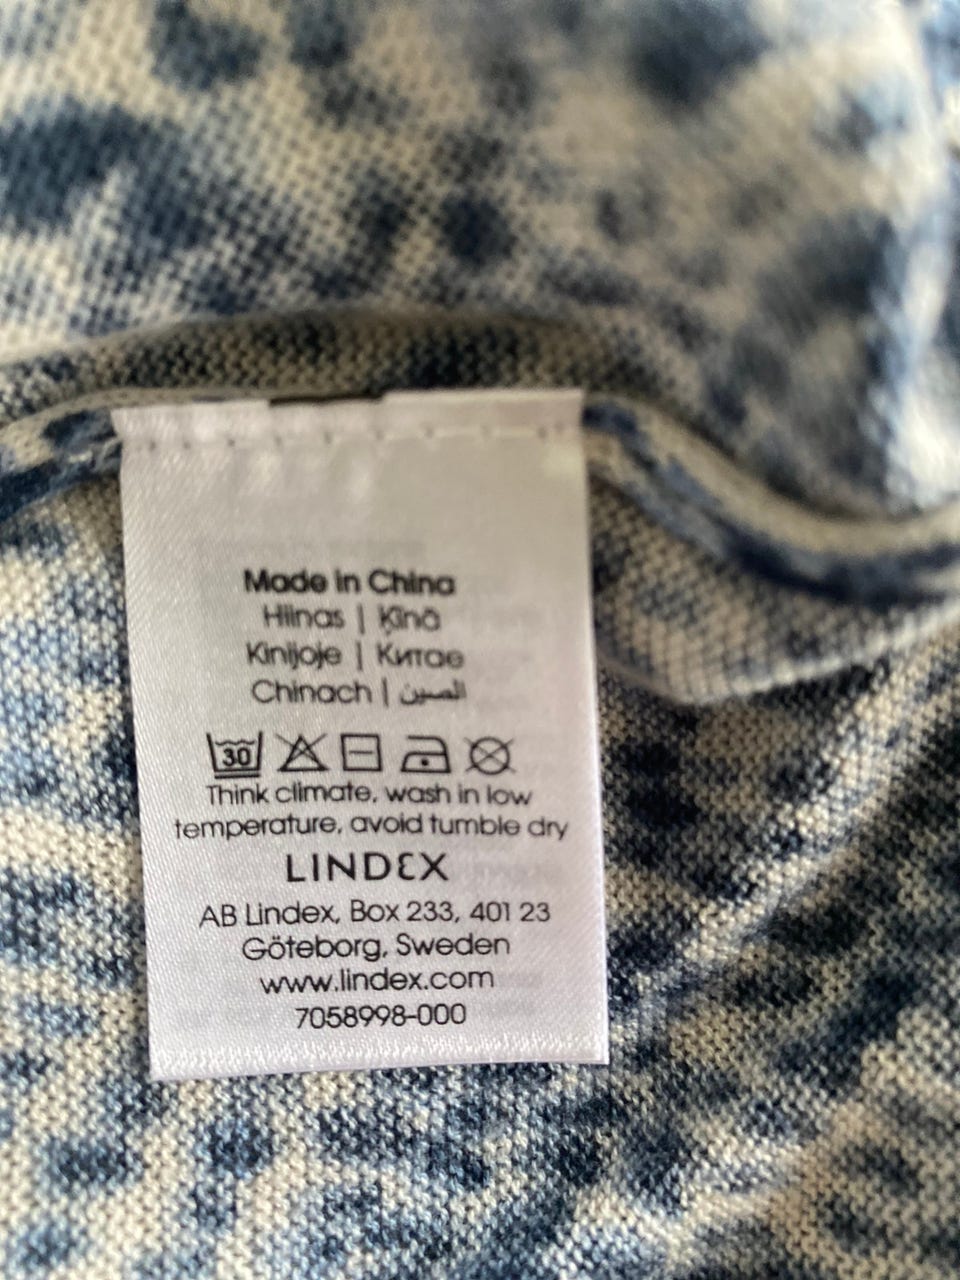 Made in China
Hiinas | Ķīnā
Kinijoje | Китае
Chinach | الصين
30
Think climate, wash in low
temperature, avoid tumble dry
LINDEX
AB Lindex, Box 233, 401 23
Göteborg, Sweden
www.lindex.com
7058998-000